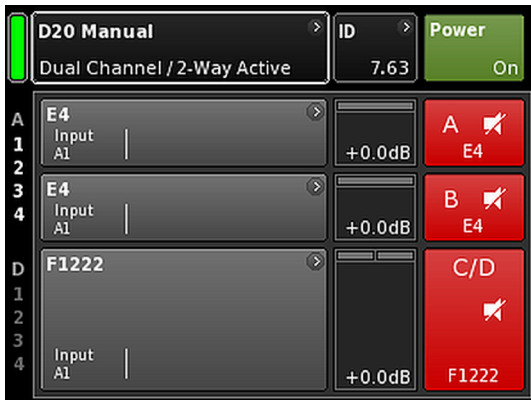 D20 Manual
Dual Channel / 2-Way Active
ID
7.63
Power
On
A
1
2
3
4
D
1
2
3
4
E4
Input
A1
+0.0dB
A
E4
E4
Input
A1
+0.0dB
B
E4
F1222
Input
A1
+0.0dB
C/D
F1222